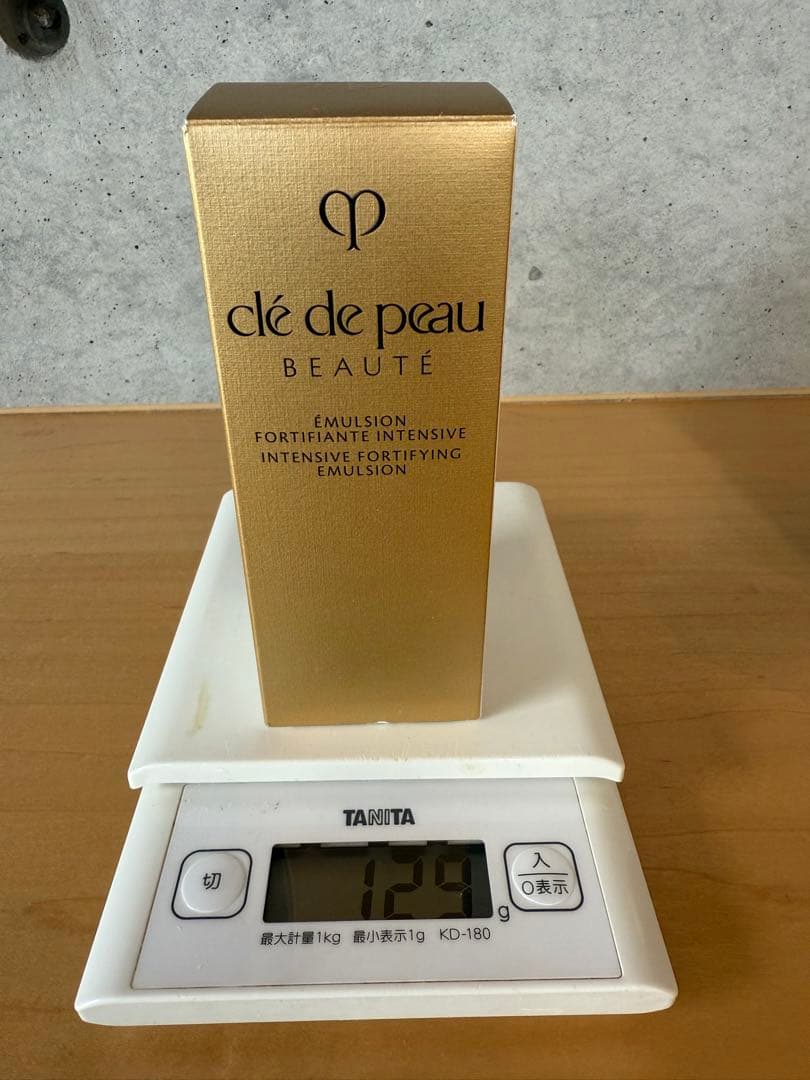 clé de peau
BEAUTÉ
ÉMULSION
FORTIFIANTE INTENSIVE
INTENSIVE FORTIFYING
EMULSION
TANITA
切
129 g
入
0表示
最大計量1kg 最小表示1g KD-180